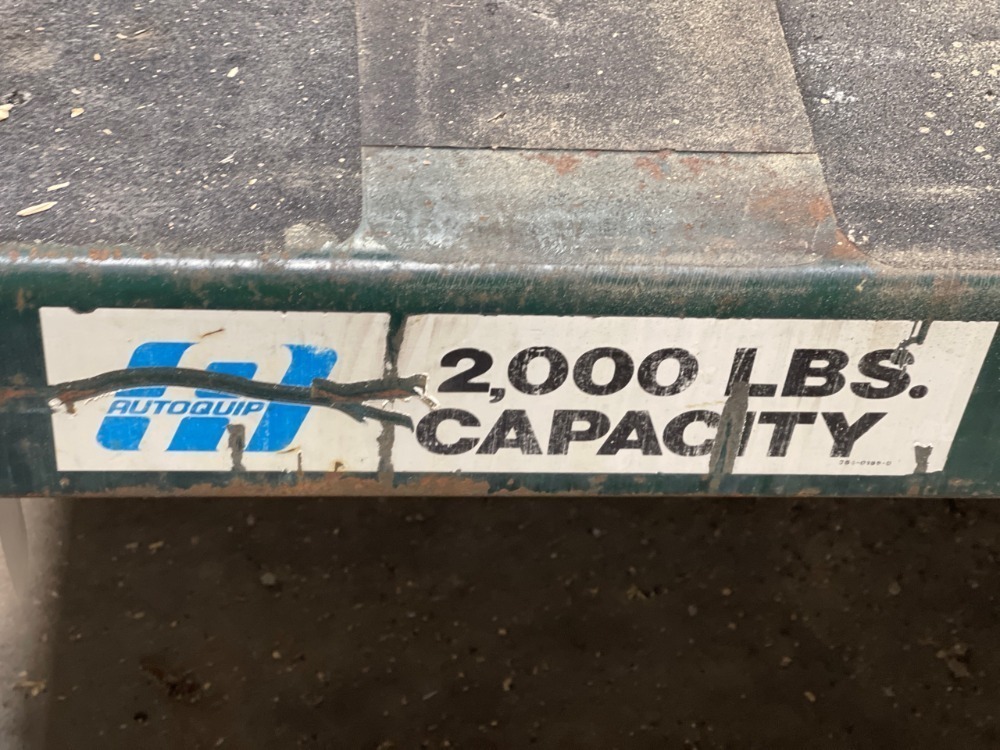 AUTOQUIP
2,000 LBS.
CAPACITY